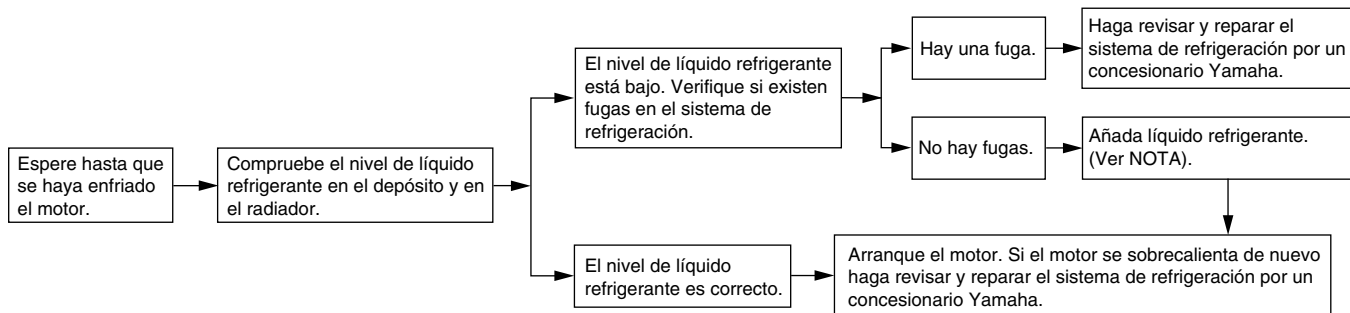 Espere hasta que
se haya enfriado
el motor.
Compruebe el nivel de líquido
refrigerante en el depósito y en
el radiador.
El nivel de líquido refrigerante
está bajo. Verifique si existen
fugas en el sistema de
refrigeración.
Hay una fuga.
Haga revisar y reparar el
sistema de refrigeración por un
concesionario Yamaha.
No hay fugas.
Añada líquido refrigerante.
(Ver NOTA).
El nivel de líquido
refrigerante es correcto.
Arranque el motor. Si el motor se sobrecalienta de nuevo
haga revisar y reparar el sistema de refrigeración por un
concesionario Yamaha.